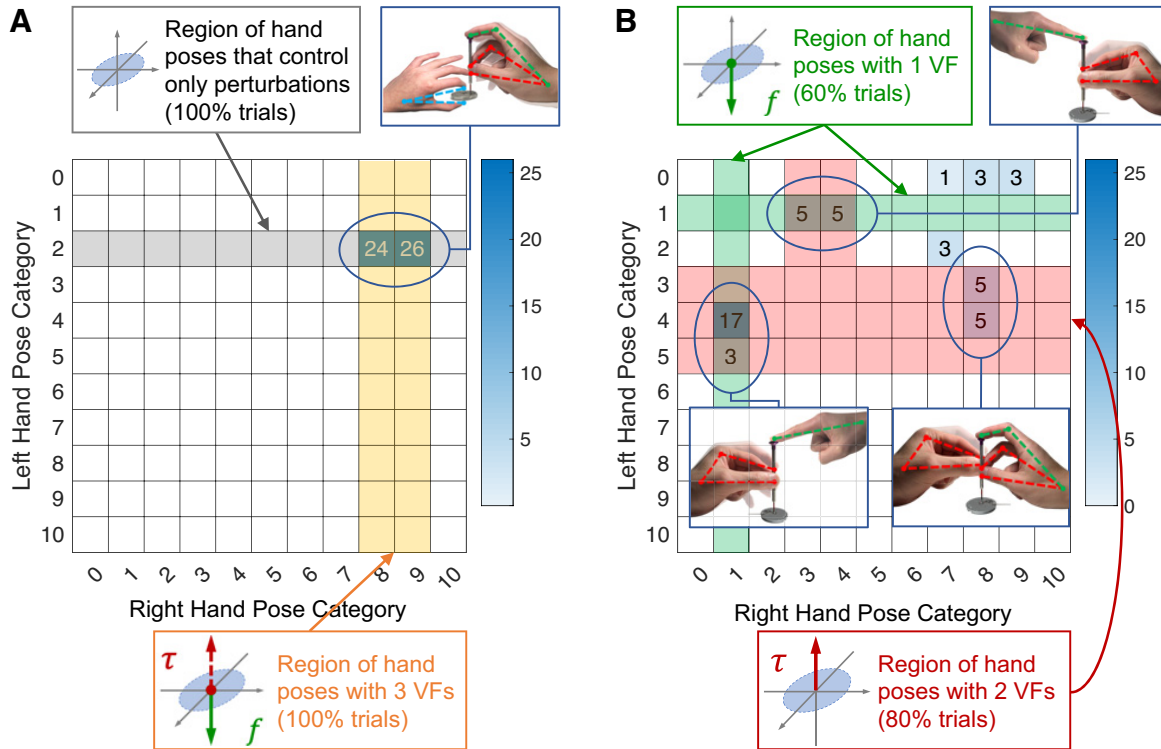 A
Region of hand
poses that control
only perturbations
(100% trials)
0
1
2
3
4
5
6
7
8
9
10
24 26
0 1 2 3 4 5 6 7 8 9 10
Left Hand Pose Category
Right Hand Pose Category
25
20
15
10
5
τ
f
Region of hand
poses with 3 VFs
(100% trials)
B
f
Region of hand
poses with 1 VF
(60% trials)
0
1
2
3
4
5
6
7
8
9
10
1 3 3
5 5
3
5
17 5
3
0 1 2 3 4 5 6 7 8 9 10
Left Hand Pose Category
Right Hand Pose Category
25
20
15
10
5
0
τ
Region of hand
poses with 2 VFs
(80% trials)